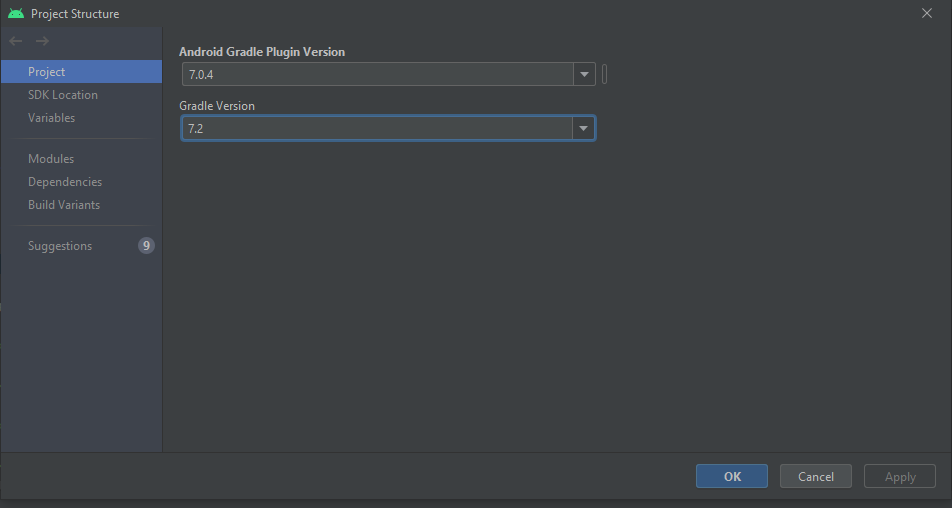 Project Structure
Project
SDK Location
Variables
Modules
Dependencies
Build Variants
Suggestions 9
Android Gradle Plugin Version
7.0.4
Gradle Version
7.2
OK Cancel Apply